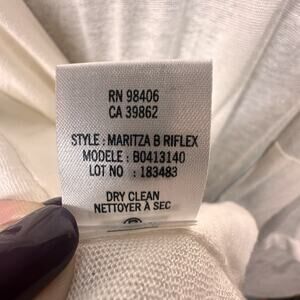 RN 98406
CA 39862
STYLE : MARITZA B RIFLEX
MODELE : B0413140
LOT NO : 183483
DRY CLEAN
NETTOYER À SEC